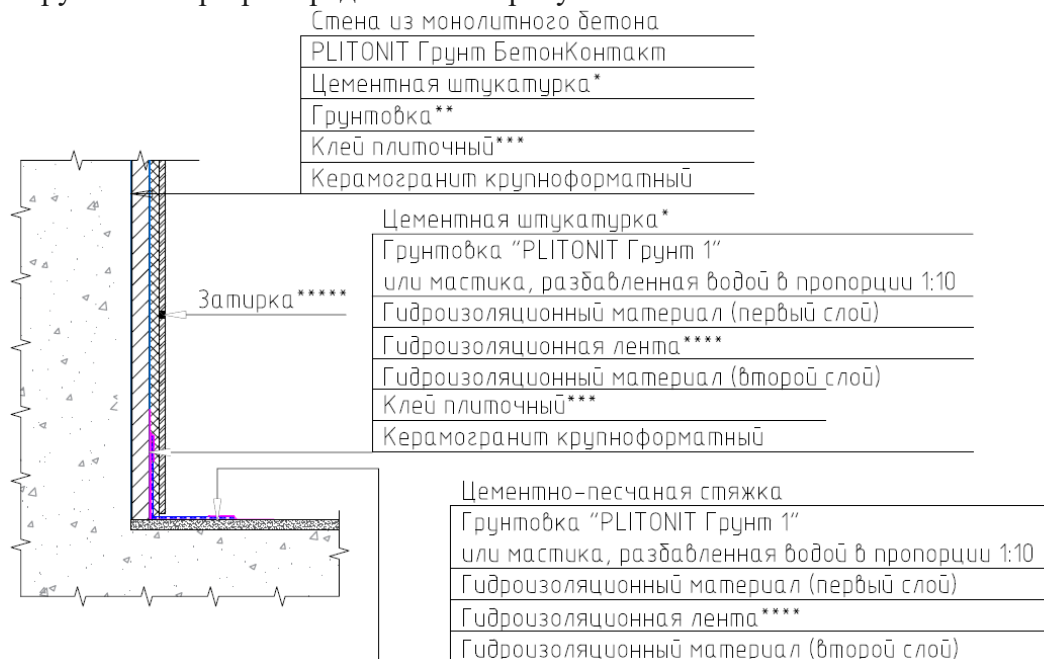 Стена из монолитного бетона
PLITONIT Грунт БетонКонтакт
Цементная штукатурка*
Грунтовка**
Клей плиточный***
Керамогранит крупноформатный
Цементная штукатурка*
Грунтовка "PLITONIT Грунт 1"
или мастика, разбавленная водой в пропорции 1:10
Гидроизоляционный материал (первый слой)
Затирка*****
Гидроизоляционная лента****
Гидроизоляционный материал (второй слой)
Клей плиточный***
Керамогранит крупноформатный
Цементно-песчаная стяжка
Грунтовка "PLITONIT Грунт 1"
или мастика, разбавленная водой в пропорции 1:10
Гидроизоляционный материал (первый слой)
Гидроизоляционная лента****
Гидроизоляционный материал (второй слой)